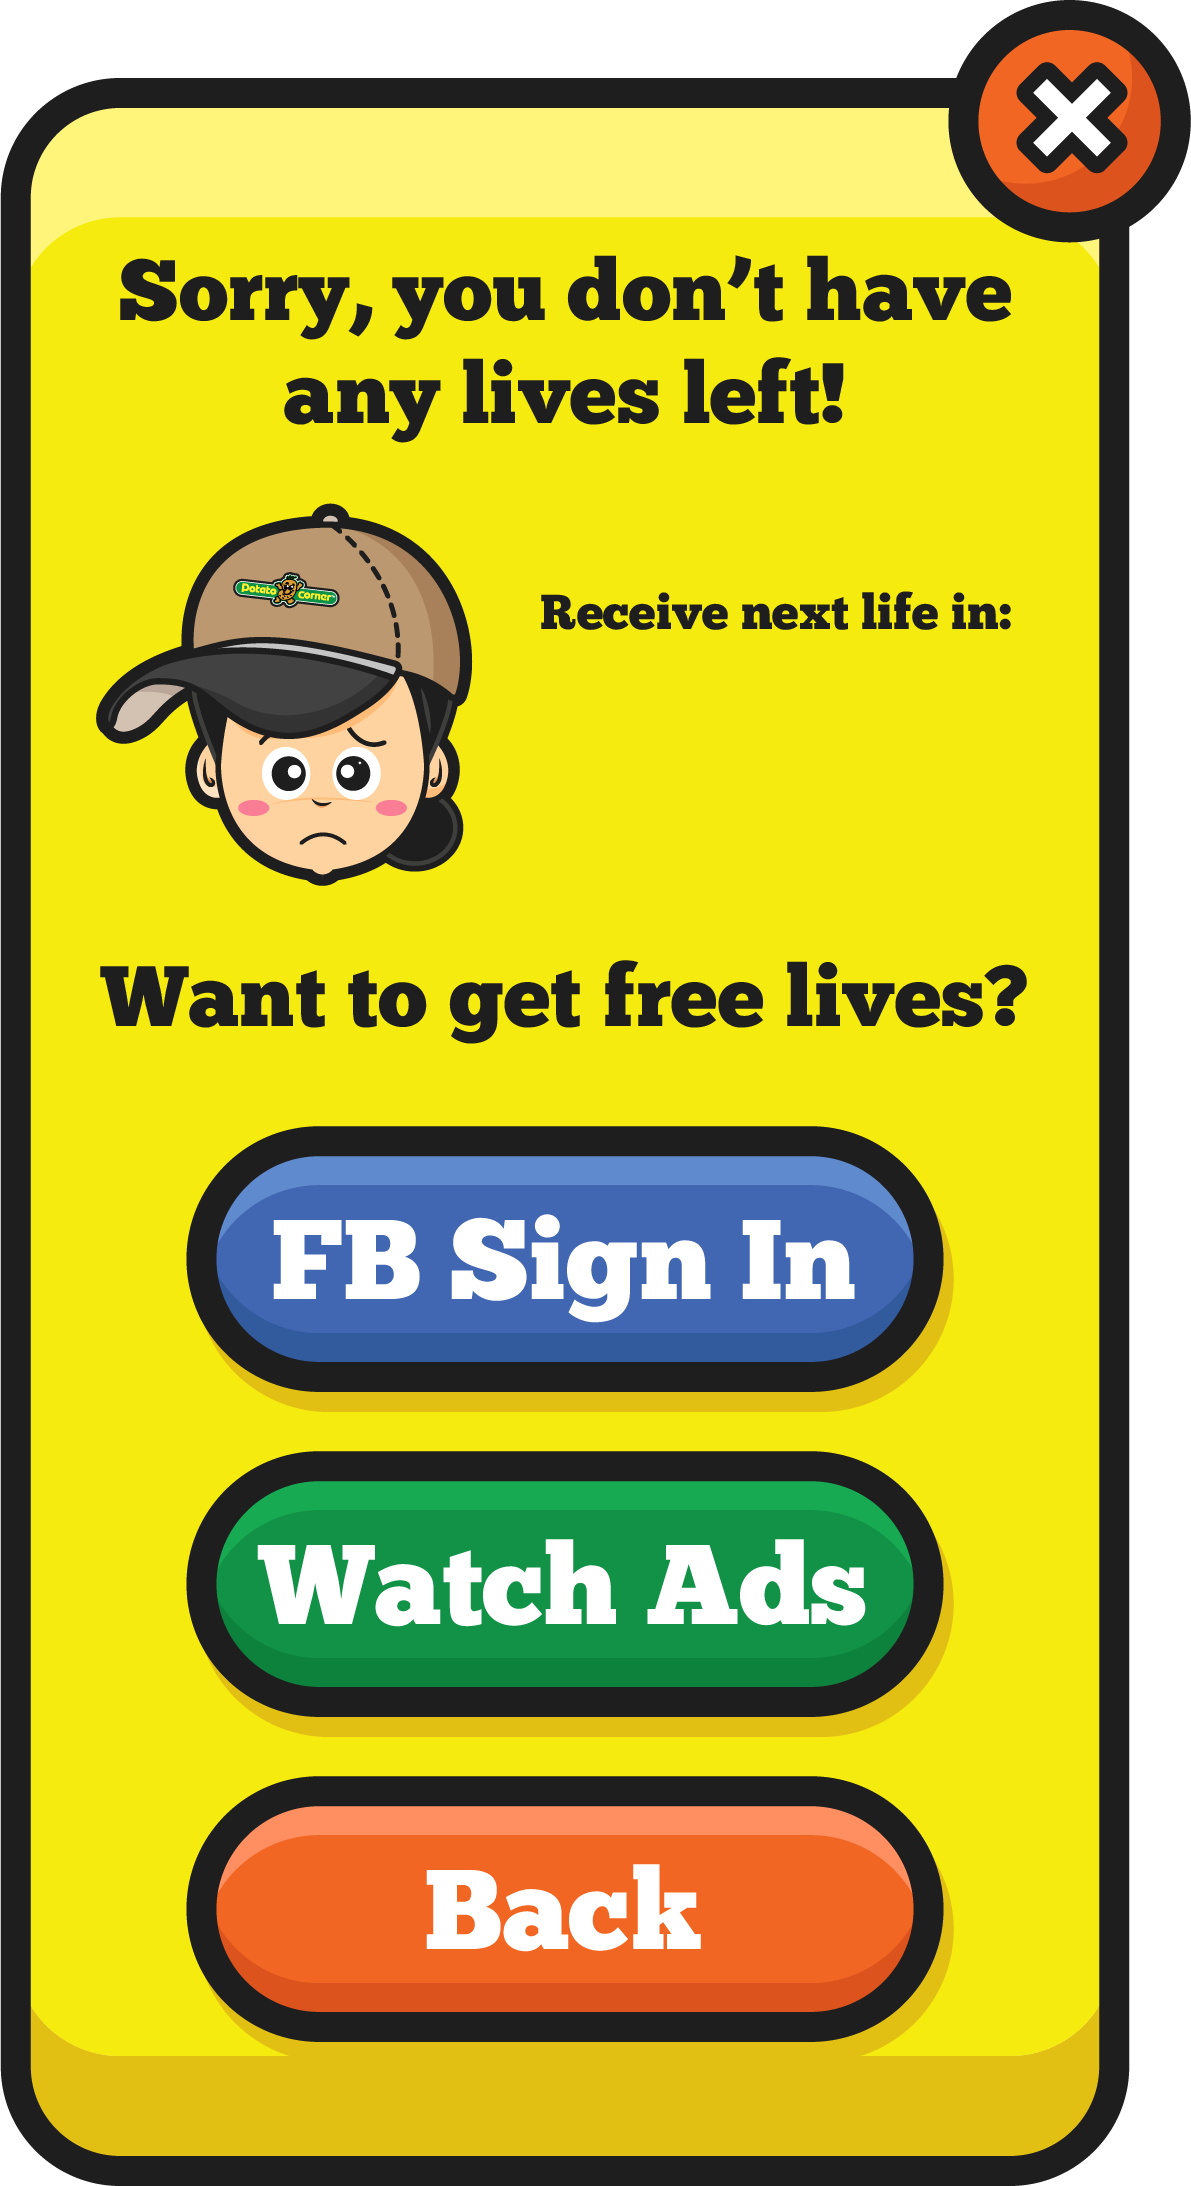 Sorry, you don’t have
any lives left!
Potato Corner
Receive next life in:
Want to get free lives?
FB Sign In
Watch Ads
Back